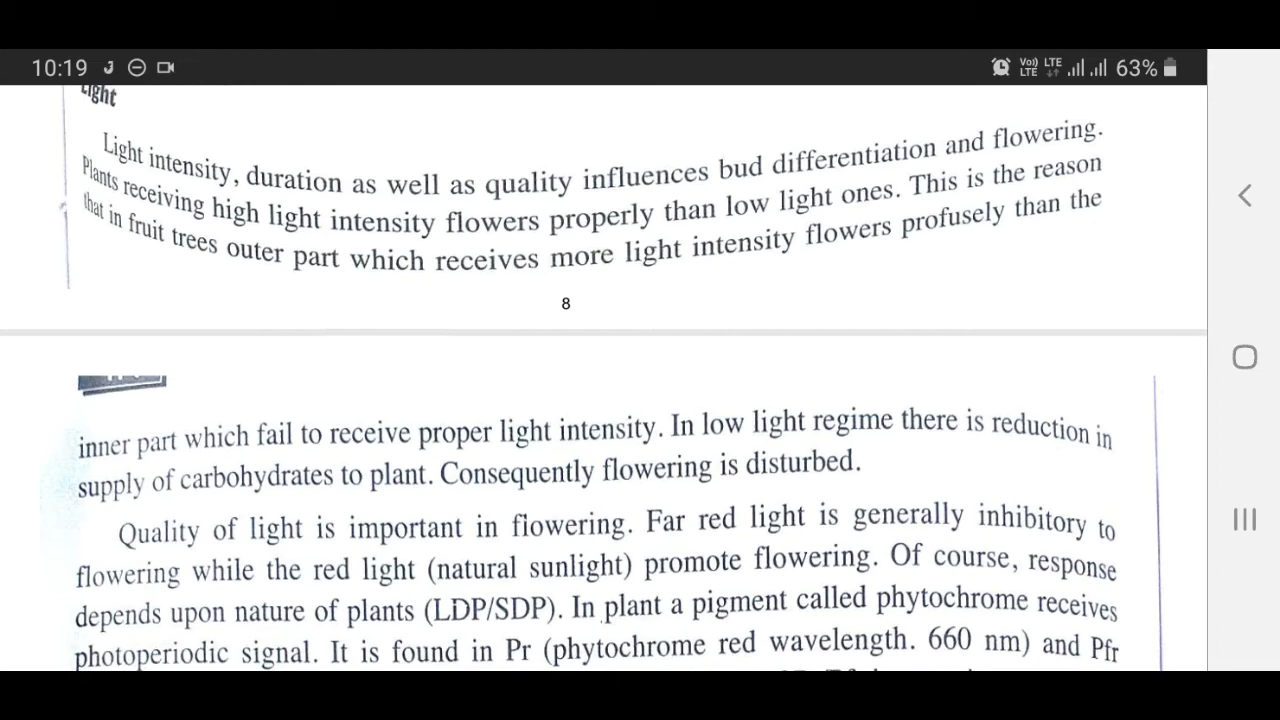 10:19
Vo) LTE
LTE
63%
Light
Light intensity, duration as well as quality influences bud differentiation and flowering.
Plants receiving high light intensity flowers properly than low light ones. This is the reason
that in fruit trees outer part which receives more light intensity flowers profusely than the
8
inner part which fail to receive proper light intensity. In low light regime there is reduction in
supply of carbohydrates to plant. Consequently flowering is disturbed.
Quality of light is important in flowering. Far red light is generally inhibitory to
flowering while the red light (natural sunlight) promote flowering. Of course, response
depends upon nature of plants (LDP/SDP). In plant a pigment called phytochrome receives
photoperiodic signal. It is found in Pr (phytochrome red wavelength. 660 nm) and Pfr